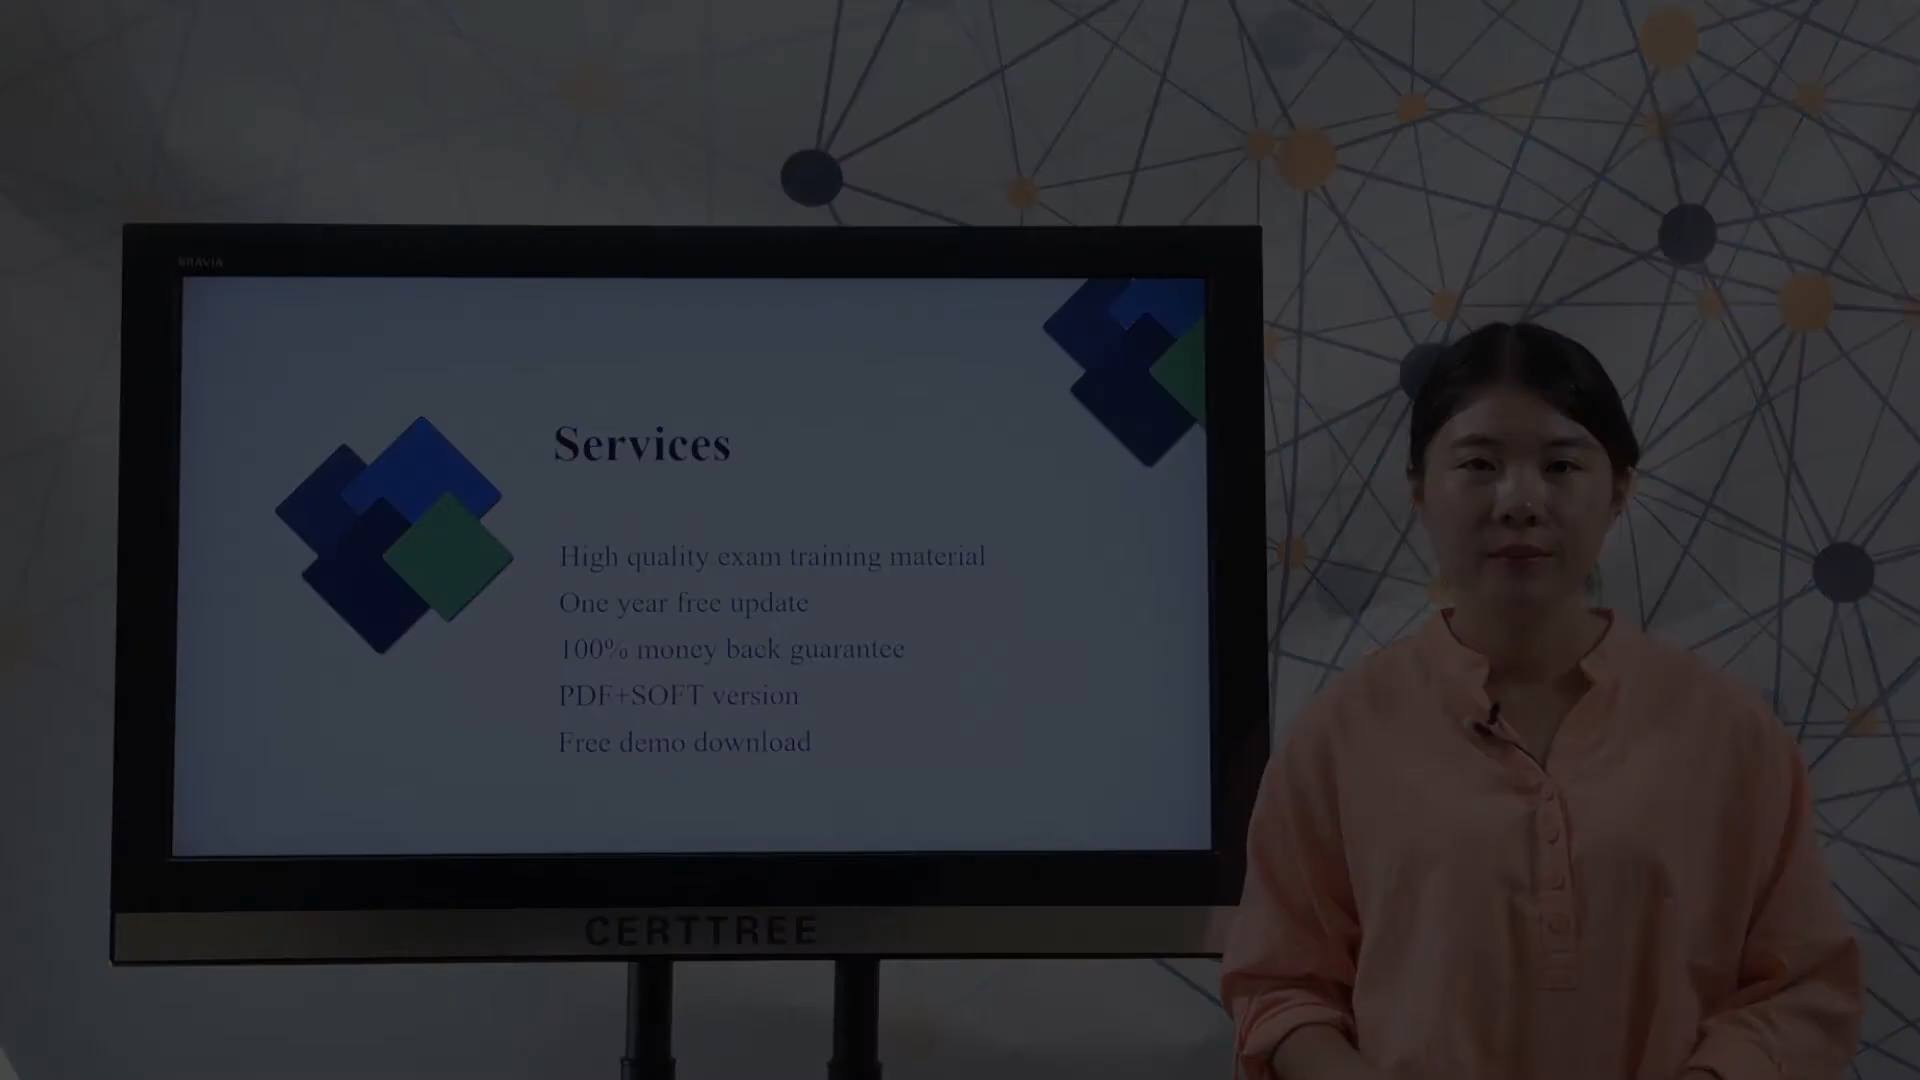 BRAVIA
Services
High quality exam training material
One year free update
100% money back guarantee
PDF+SOFT version
Free demo download
CERTTREE